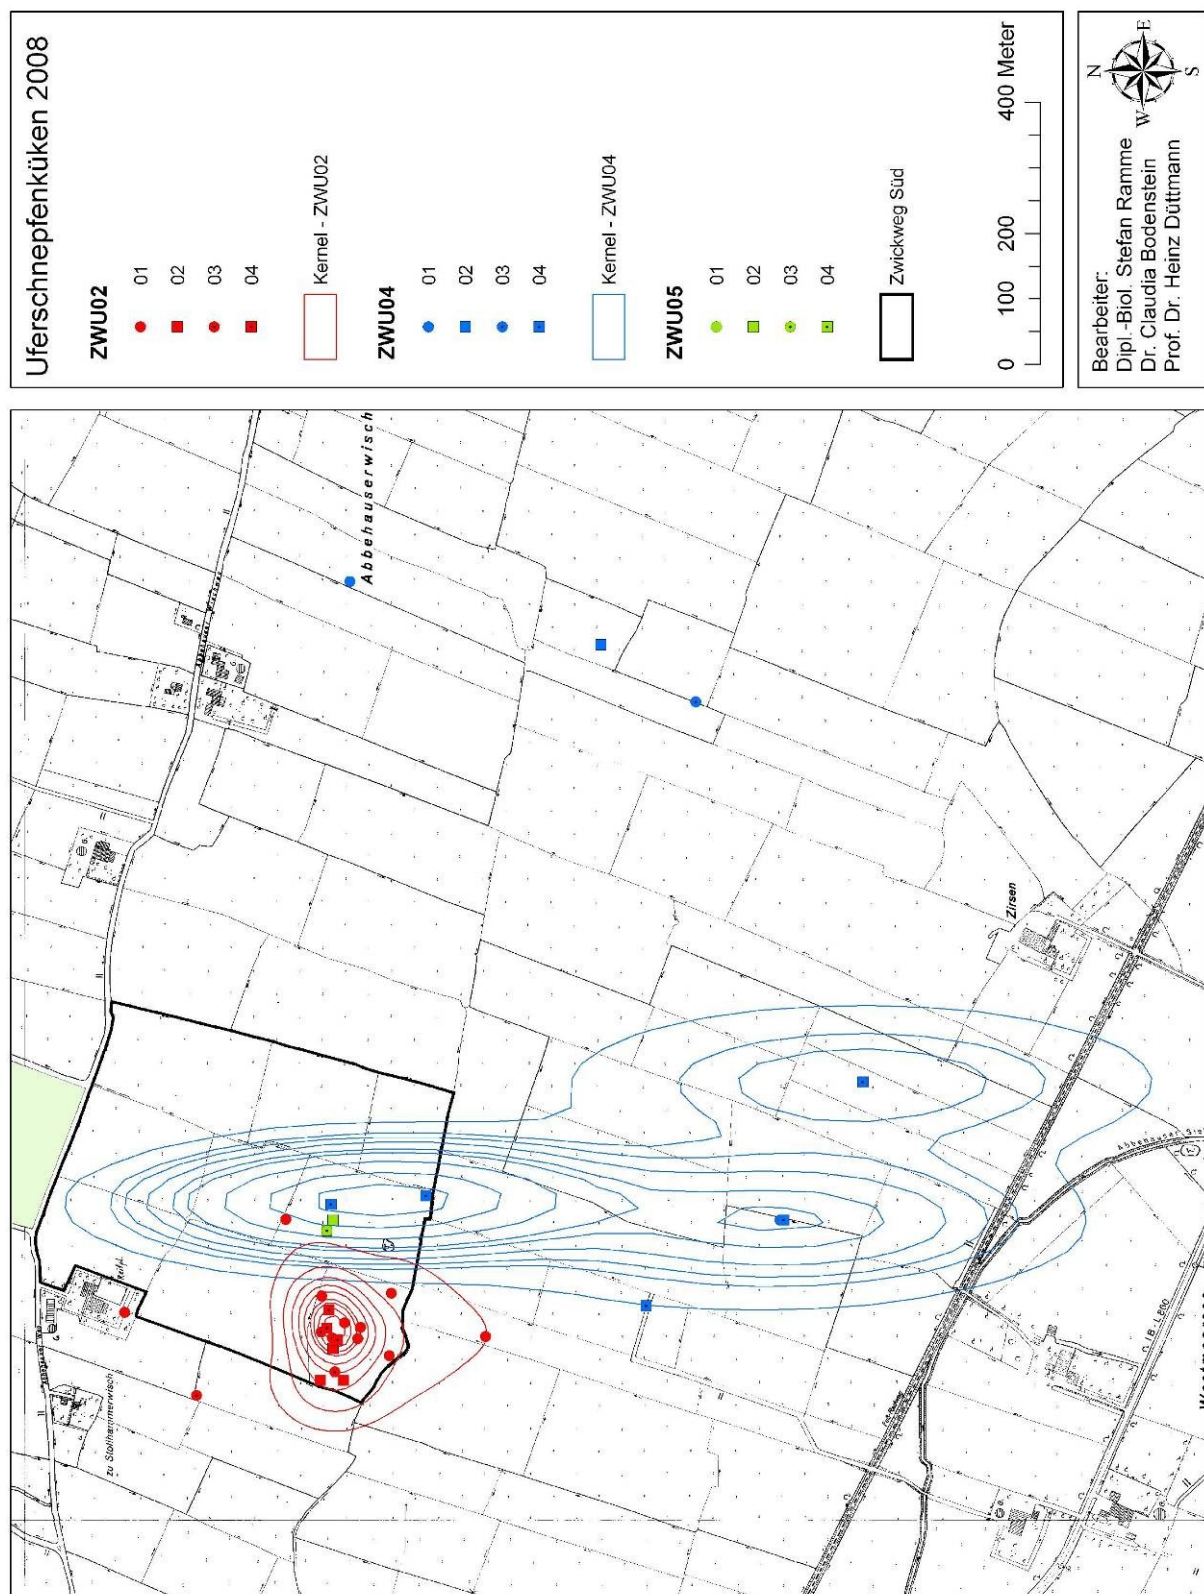 Uferschnepfenküken 2008
ZWU02
01
02
03
04
Kernel - ZWU02
ZWU04
01
02
03
04
Kernel - ZWU04
ZWU05
01
02
03
04
Zwickweg Süd
0 100 200 400 Meter
Bearbeiter:
Dipl.-Biol. Stefan Ramme
Dr. Claudia Bodenstein
Prof. Dr. Heinz Düttmann
N
W E
S
Abbehauserwisch
zu Stollhammerwisch
Reitpl.
Zirsen